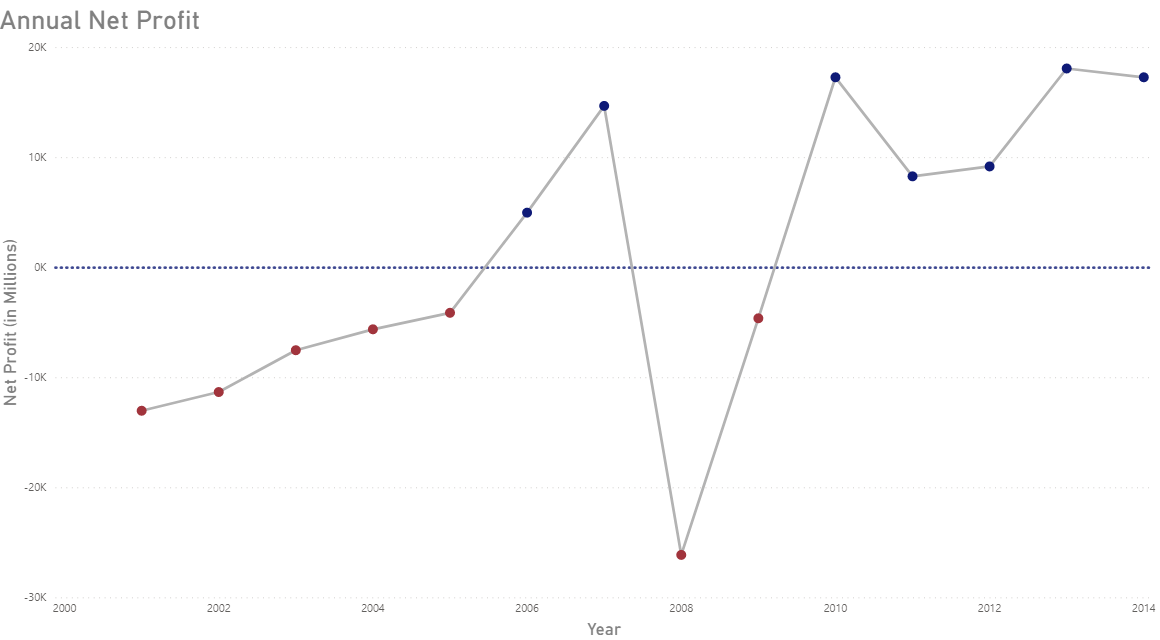 Annual Net Profit
20K
10K
0K
-10K
-20K
-30K
Net Profit (in Millions)
2000
2002
2004
2006
2008
2010
2012
2014
Year